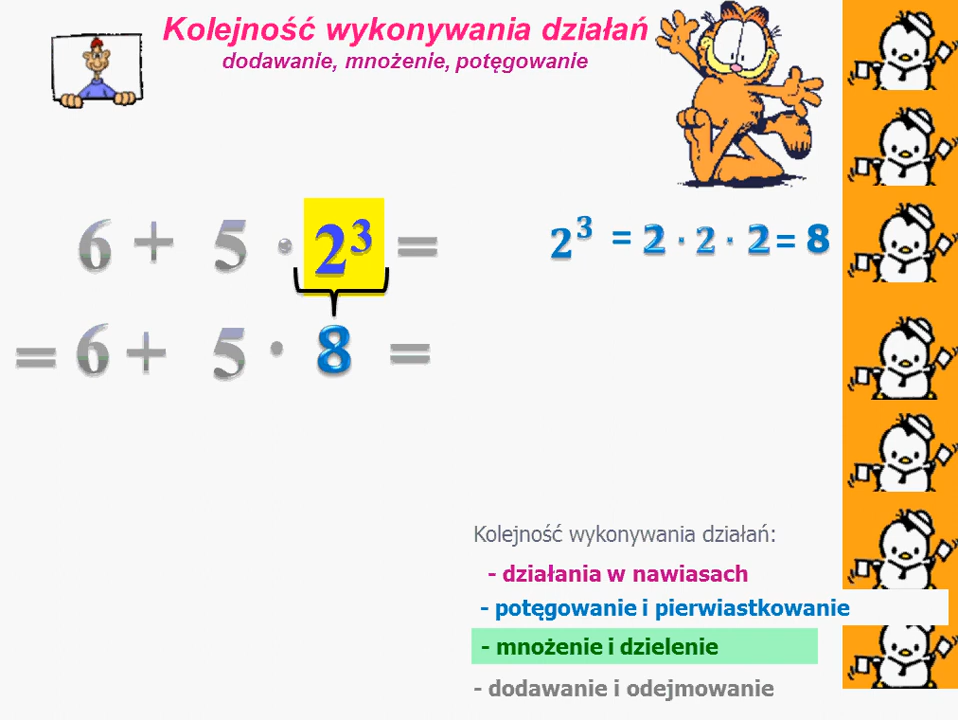 Kolejność wykonywania działań
dodawanie, mnożenie, potęgowanie
6 + 5 · 2³ =
2³ = 2 · 2 · 2 = 8
= 6 + 5 · 8 =
Kolejność wykonywania działań:
- działania w nawiasach
- potęgowanie i pierwiastkowanie
- mnożenie i dzielenie
- dodawanie i odejmowanie